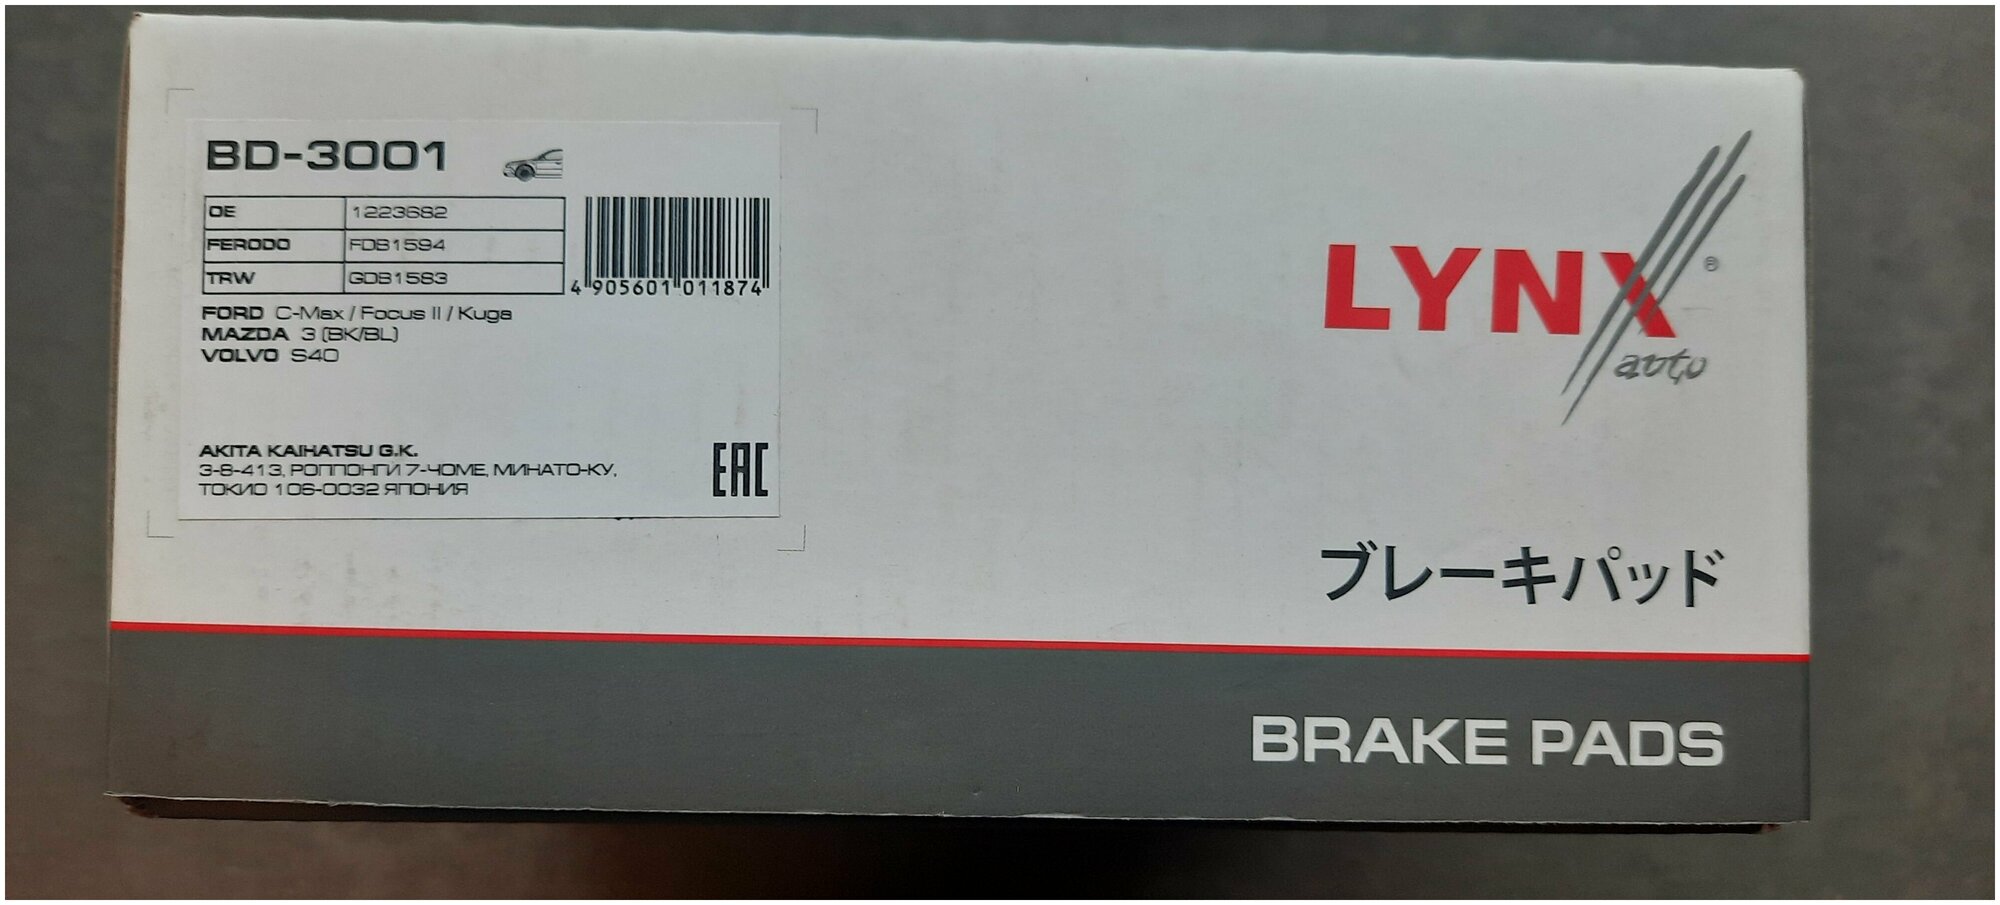 BD-3001
OE 1223682
FERODO FDB1594
TRW GDB1583
4 905601 011874
FORD C-Max / Focus II / Kuga
MAZDA 3 (BK/BL)
VOLVO S40
AKITA KAIHATSU G.K.
3-8-413, РОППОНГИ 7-ЧОМЕ, МИНАТО-КУ,
ТОКИО 106-0032 ЯПОНИЯ
EAC
LYNX ®
auto
ブレーキパッド
BRAKE PADS